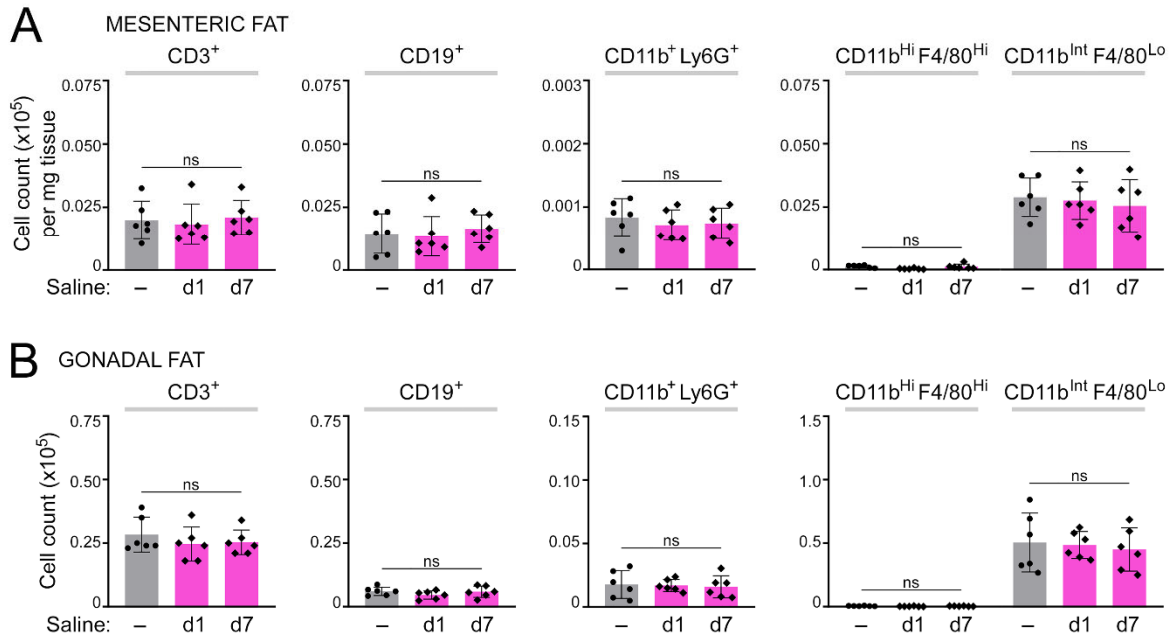 A MESENTERIC FAT
CD3+ CD19+ CD11b+ Ly6G+ CD11bHi F4/80Hi CD11bInt F4/80Lo
Cell count (x105)
per mg tissue
0.075 0.075 0.003 0.075
0.050 0.050 0.002 0.050
ns ns ns ns ns
0.025 0.025 0.001 0.025
0 0 0 0
Saline: – d1 d7 – d1 d7 – d1 d7 – d1 d7 – d1 d7
B GONADAL FAT
CD3+ CD19+ CD11b+ Ly6G+ CD11bHi F4/80Hi CD11bInt F4/80Lo
Cell count (x105)
0.75 0.75 0.15 1.5
0.50 0.50 0.10 1.0
ns ns ns ns ns
0.25 0.25 0.05 0.5
0 0 0 0
Saline: – d1 d7 – d1 d7 – d1 d7 – d1 d7 – d1 d7